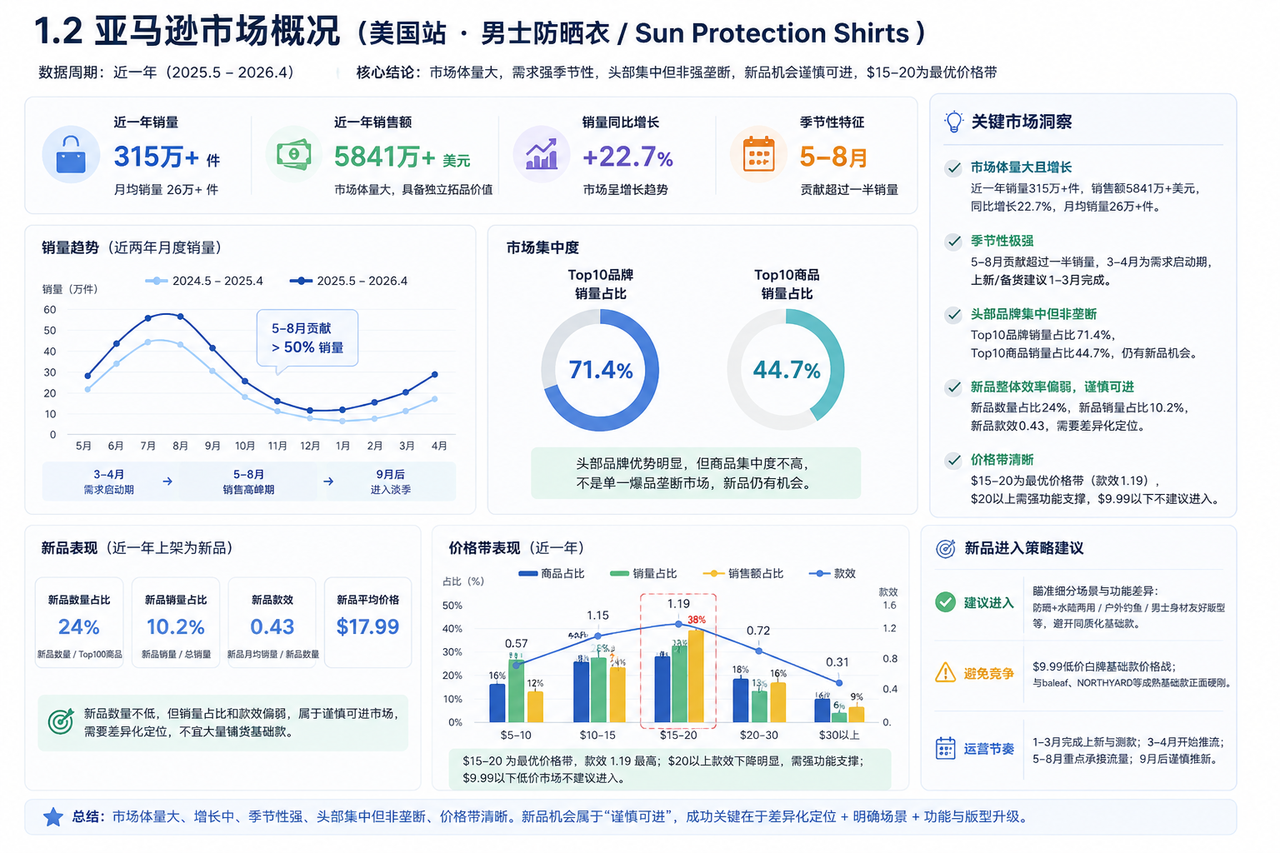 1.2 亚马逊市场概况（美国站 · 男士防晒衣 / Sun Protection Shirts ）
数据周期：近一年（2025.5 – 2026.4）
核心结论：市场体量大，需求强季节性，头部集中但非强垄断，新品机会谨慎可进，$15–20为最优价格带
近一年销量
315万+ 件
月均销量 26万+ 件
近一年销售额
5841万+ 美元
市场体量大，具备独立拓品价值
销量同比增长
+22.7%
市场呈增长趋势
季节性特征
5–8月
贡献超过一半销量
销量趋势（近两年月度销量）
销量（万件）
2024.5 – 2025.4
2025.5 – 2026.4
60
50
40
30
20
10
0
5–8月贡献
> 50% 销量
5月 6月 7月 8月 9月 10月 11月 12月 1月 2月 3月 4月
3–4月
需求启动期
→
5–8月
销售高峰期
→
9月后
进入淡季
市场集中度
Top10品牌
销量占比
71.4%
Top10商品
销量占比
44.7%
头部品牌优势明显，但商品集中度不高，
不是单一爆品垄断市场，新品仍有机会。
关键市场洞察
市场体量大且增长
近一年销量315万+件，销售额5841万+美元，
同比增长22.7%，月均销量26万+件。
季节性极强
5–8月贡献超过一半销量，3–4月为需求启动期，
上新/备货建议1–3月完成。
头部品牌集中但非垄断
Top10品牌销量占比71.4%，
Top10商品销量占比44.7%，仍有新品机会。
新品整体效率偏弱，谨慎可进
新品数量占比24%，新品销量占比10.2%，
新品款效0.43，需要差异化定位。
价格带清晰
$15–20为最优价格带（款效1.19），
$20以上需强功能支撑，$9.99以下不建议进入。
新品表现（近一年上架为新品）
新品数量占比
24%
新品数量 / Top100商品
新品销量占比
10.2%
新品销量 / 总销量
新品款效
0.43
新品月均销量 / 新品数量
新品平均价格
$17.99
新品数量不低，但销量占比和款效偏弱，属于谨慎可进市场，
需要差异化定位，不宜大量铺货基础款。
价格带表现（近一年）
占比（%）
商品占比
销量占比
销售额占比
款效
款效
50%
40%
30%
20%
10%
0%
1.6
1.2
0.8
0.4
0.
0.57
16%
12%
1.15
1.19
38%
0.72
18%
13%
16%
0.31
6%
9%
$5–10 $10–15 $15–20 $20–30 $30以上
$15–20 为最优价格带，款效 1.19 最高；$20以上款效下降明显，需强功能支撑；
$9.99以下低价市场不建议进入。
新品进入策略建议
建议进入
瞄准细分场景与功能差异：
防晒+水陆两用 / 户外钓鱼 / 男士身材友好版型
等，避开同质化基础款。
避免竞争
$9.99低价白牌基础款价格战；
与baleaf、NORTHYARD等成熟基础款正面硬刚。
运营节奏
1–3月完成上新与测款；3–4月开始推流；
5–8月重点承接流量；9月后谨慎推新。
总结：市场体量大、增长中、季节性强、头部集中但非垄断、价格带清晰。新品机会属于“谨慎可进”，成功关键在于差异化定位 + 明确场景 + 功能与版型升级。